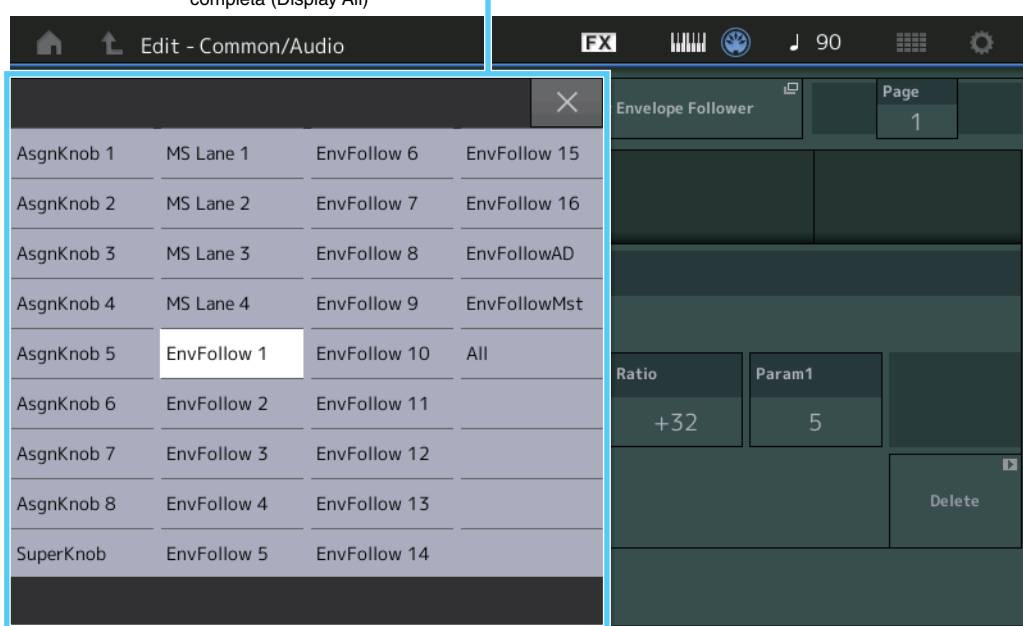 completa (Display All)
Edit - Common/Audio FX ♩ 90
Envelope Follower Page
1
AsgnKnob 1 MS Lane 1 EnvFollow 6 EnvFollow 15
AsgnKnob 2 MS Lane 2 EnvFollow 7 EnvFollow 16
AsgnKnob 3 MS Lane 3 EnvFollow 8 EnvFollowAD
AsgnKnob 4 MS Lane 4 EnvFollow 9 EnvFollowMst
AsgnKnob 5 EnvFollow 1 EnvFollow 10 All
Ratio Param1
AsgnKnob 6 EnvFollow 2 EnvFollow 11
+32 5
AsgnKnob 7 EnvFollow 3 EnvFollow 12
AsgnKnob 8 EnvFollow 4 EnvFollow 13
Delete
SuperKnob EnvFollow 5 EnvFollow 14